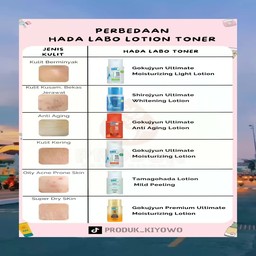 PERBEDAAN
HADA LABO LOTION TONER
JENIS
KULIT
HADA LABO TONER
Kulit Berminyak
Gokujyun Ultimate
Moisturizing Light Lotion
Kulit Kusam, Bekas
Jerawat
Shirojyun Ultimate
Whitening Lotion
Anti Aging
Gokujyun Ultimate
Anti Aging Lotion
Kulit Kering
Gokujyun Ultimate
Moisturizing Lotion
Oily Acne Prone Skin
Tamagohada Lotion
Mild Peeling
Super Dry SKin
Gokujyun Premium Ultimate
Moisturizing Lotion
PRODUK_KIYOWO